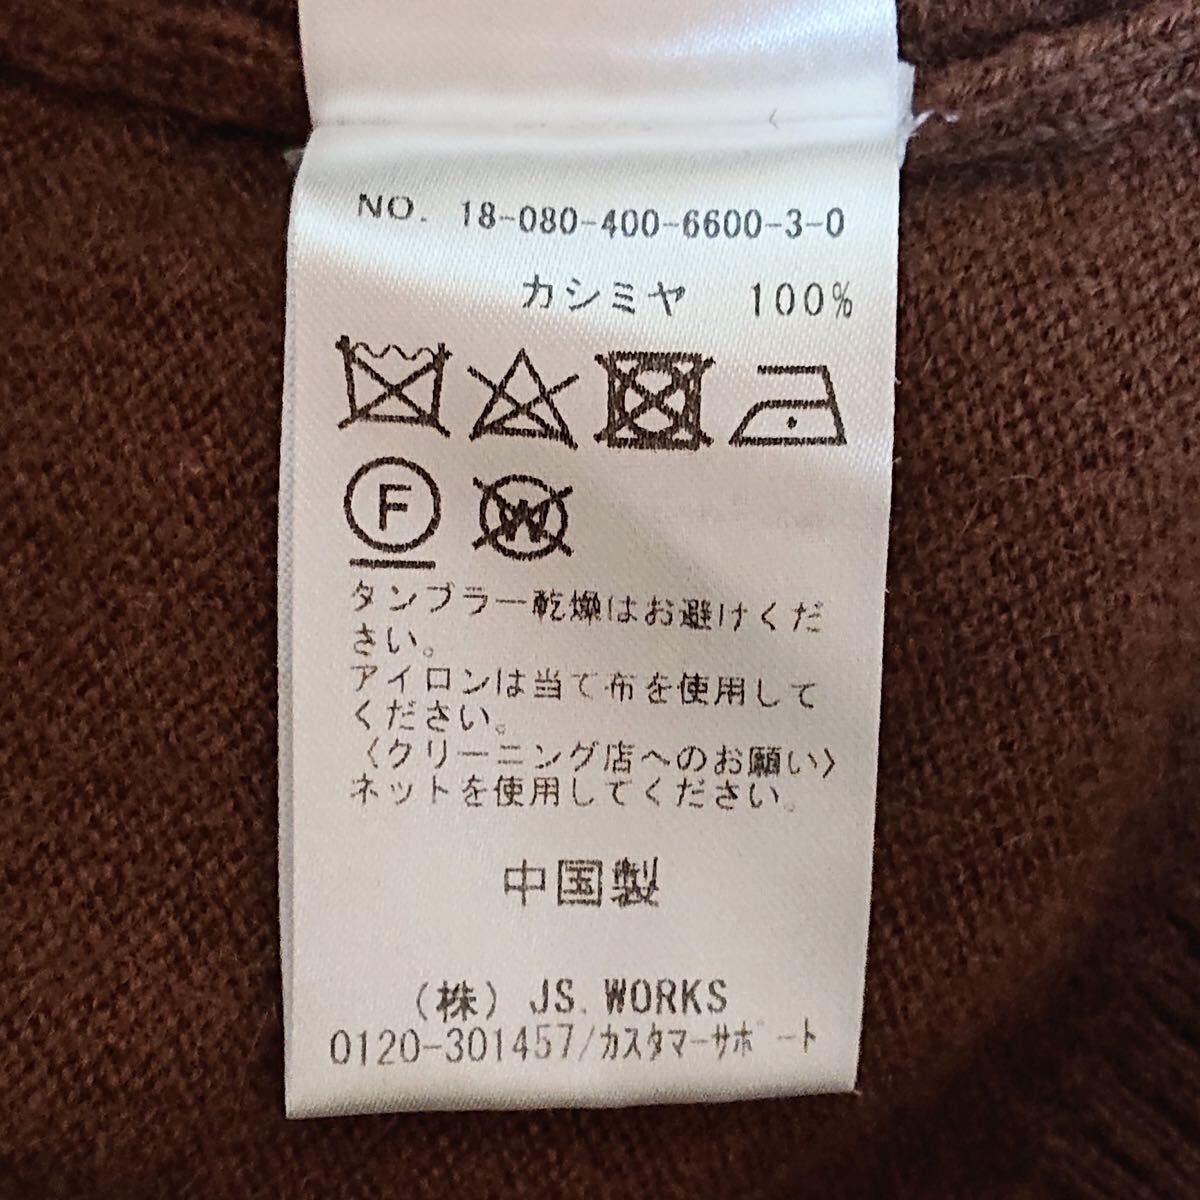 NO. 18-080-400-6600-3-0
カシミヤ 100%
F W
タンブラー乾燥はお避けくだ
さい。
アイロンは当て布を使用して
ください。
〈クリーニング店へのお願い〉
ネットを使用してください。
中国製
(株) JS.WORKS
0120-301457/カスタマーサポート